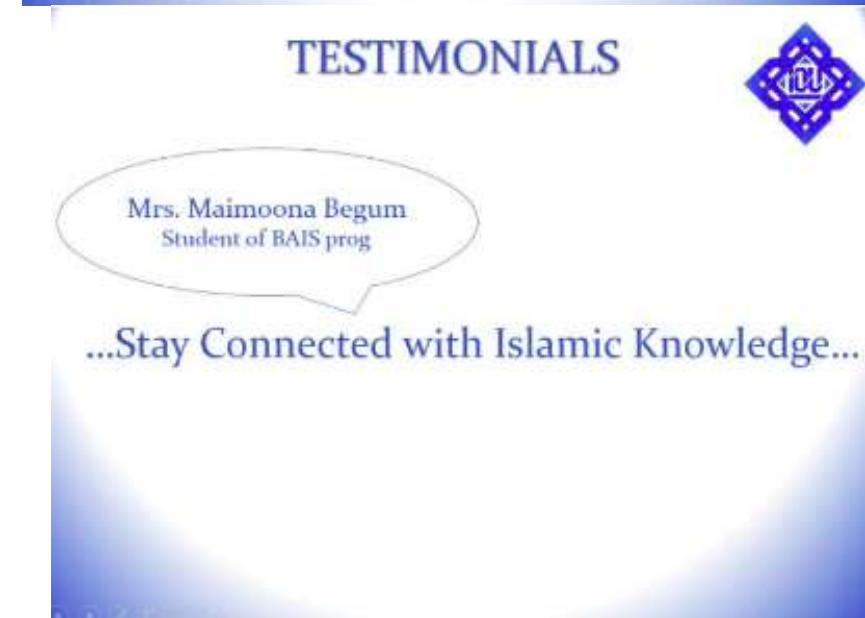 TESTIMONIALS
Mrs. Maimoona Begum
Student of BAIS prog
...Stay Connected with Islamic Knowledge...